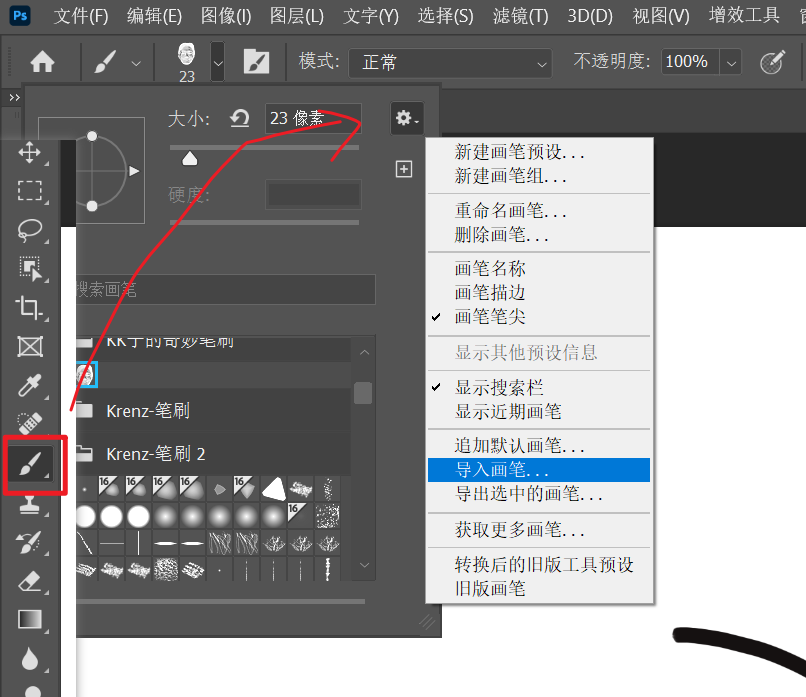 Ps 文件(F) 编辑(E) 图像(I) 图层(L) 文字(Y) 选择(S) 滤镜(T) 3D(D) 视图(V) 增效工具
23 模式: 正常 不透明度: 100%
大小: 23 像素
硬度:
搜索画笔
KK子的奇妙笔刷
Krenz-笔刷
Krenz-笔刷 2
16 16 16 16 16
16
新建画笔预设...
新建画笔组...
重命名画笔...
删除画笔...
画笔名称
画笔描边
画笔笔尖
显示其他预设信息
显示搜索栏
显示近期画笔
追加默认画笔...
导入画笔...
导出选中的画笔...
获取更多画笔...
转换后的旧版工具预设
旧版画笔